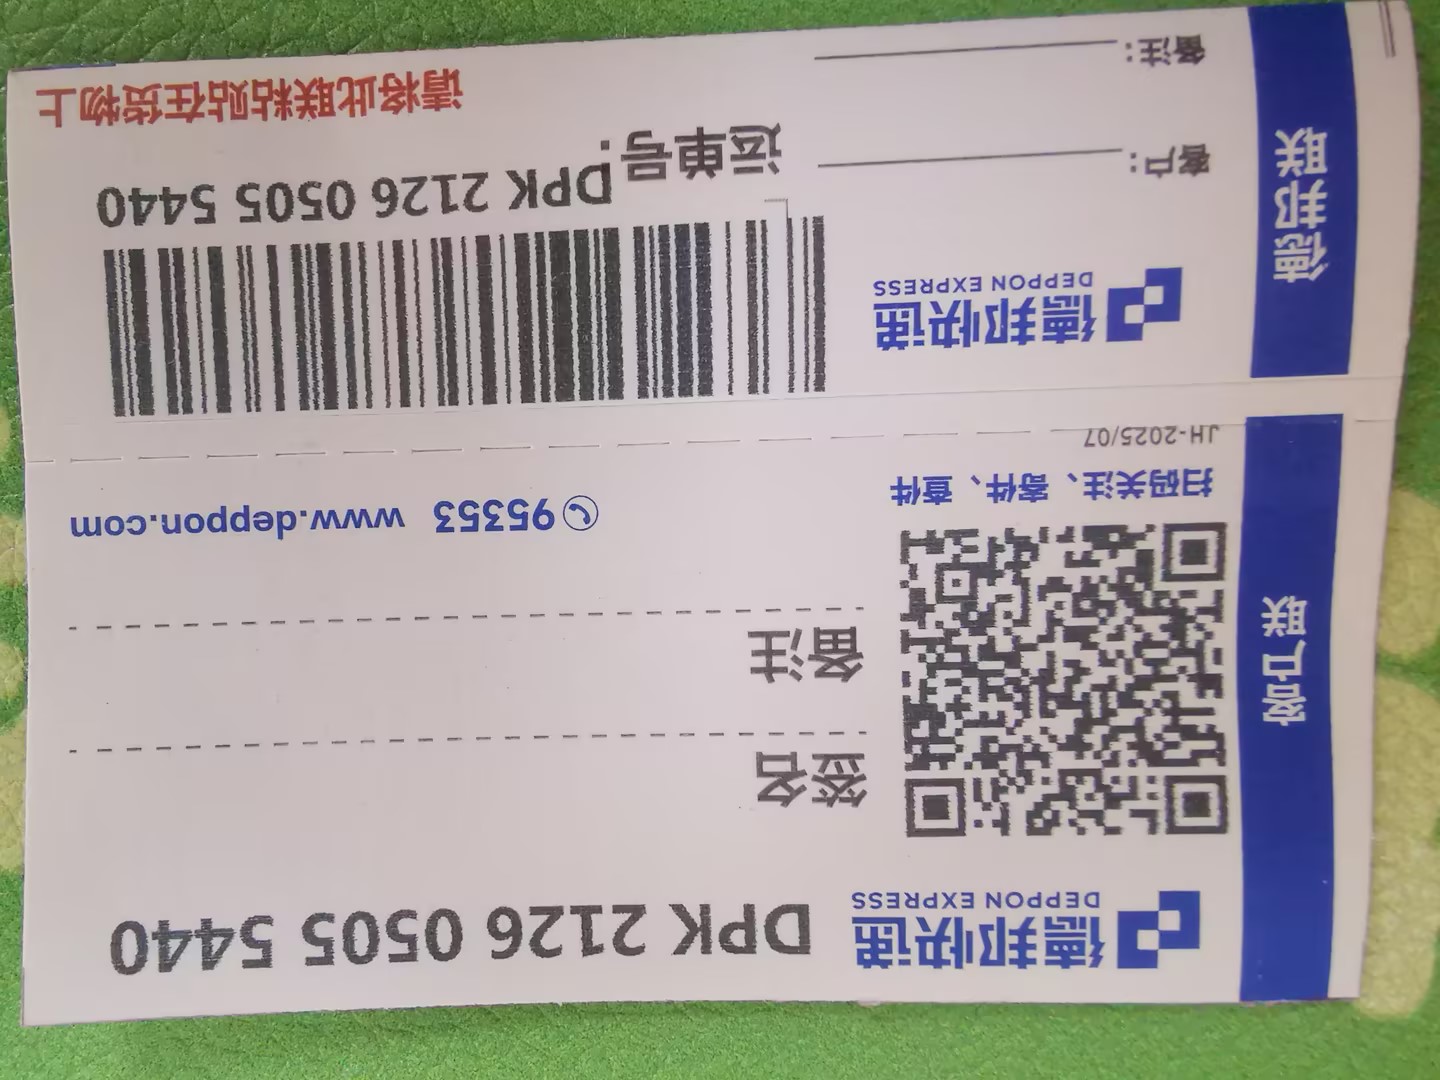 德邦快递
DEPPON EXPRESS
DPK 2126 0505 5440
客户联
签名
备注
扫码关注、寄件、查件
95353 www.deppon.com
JH-2025/07
德邦联
德邦快递
DEPPON EXPRESS
客户:
备注:
运单号:
DPK 2126 0505 5440
请将此联粘贴在货物上